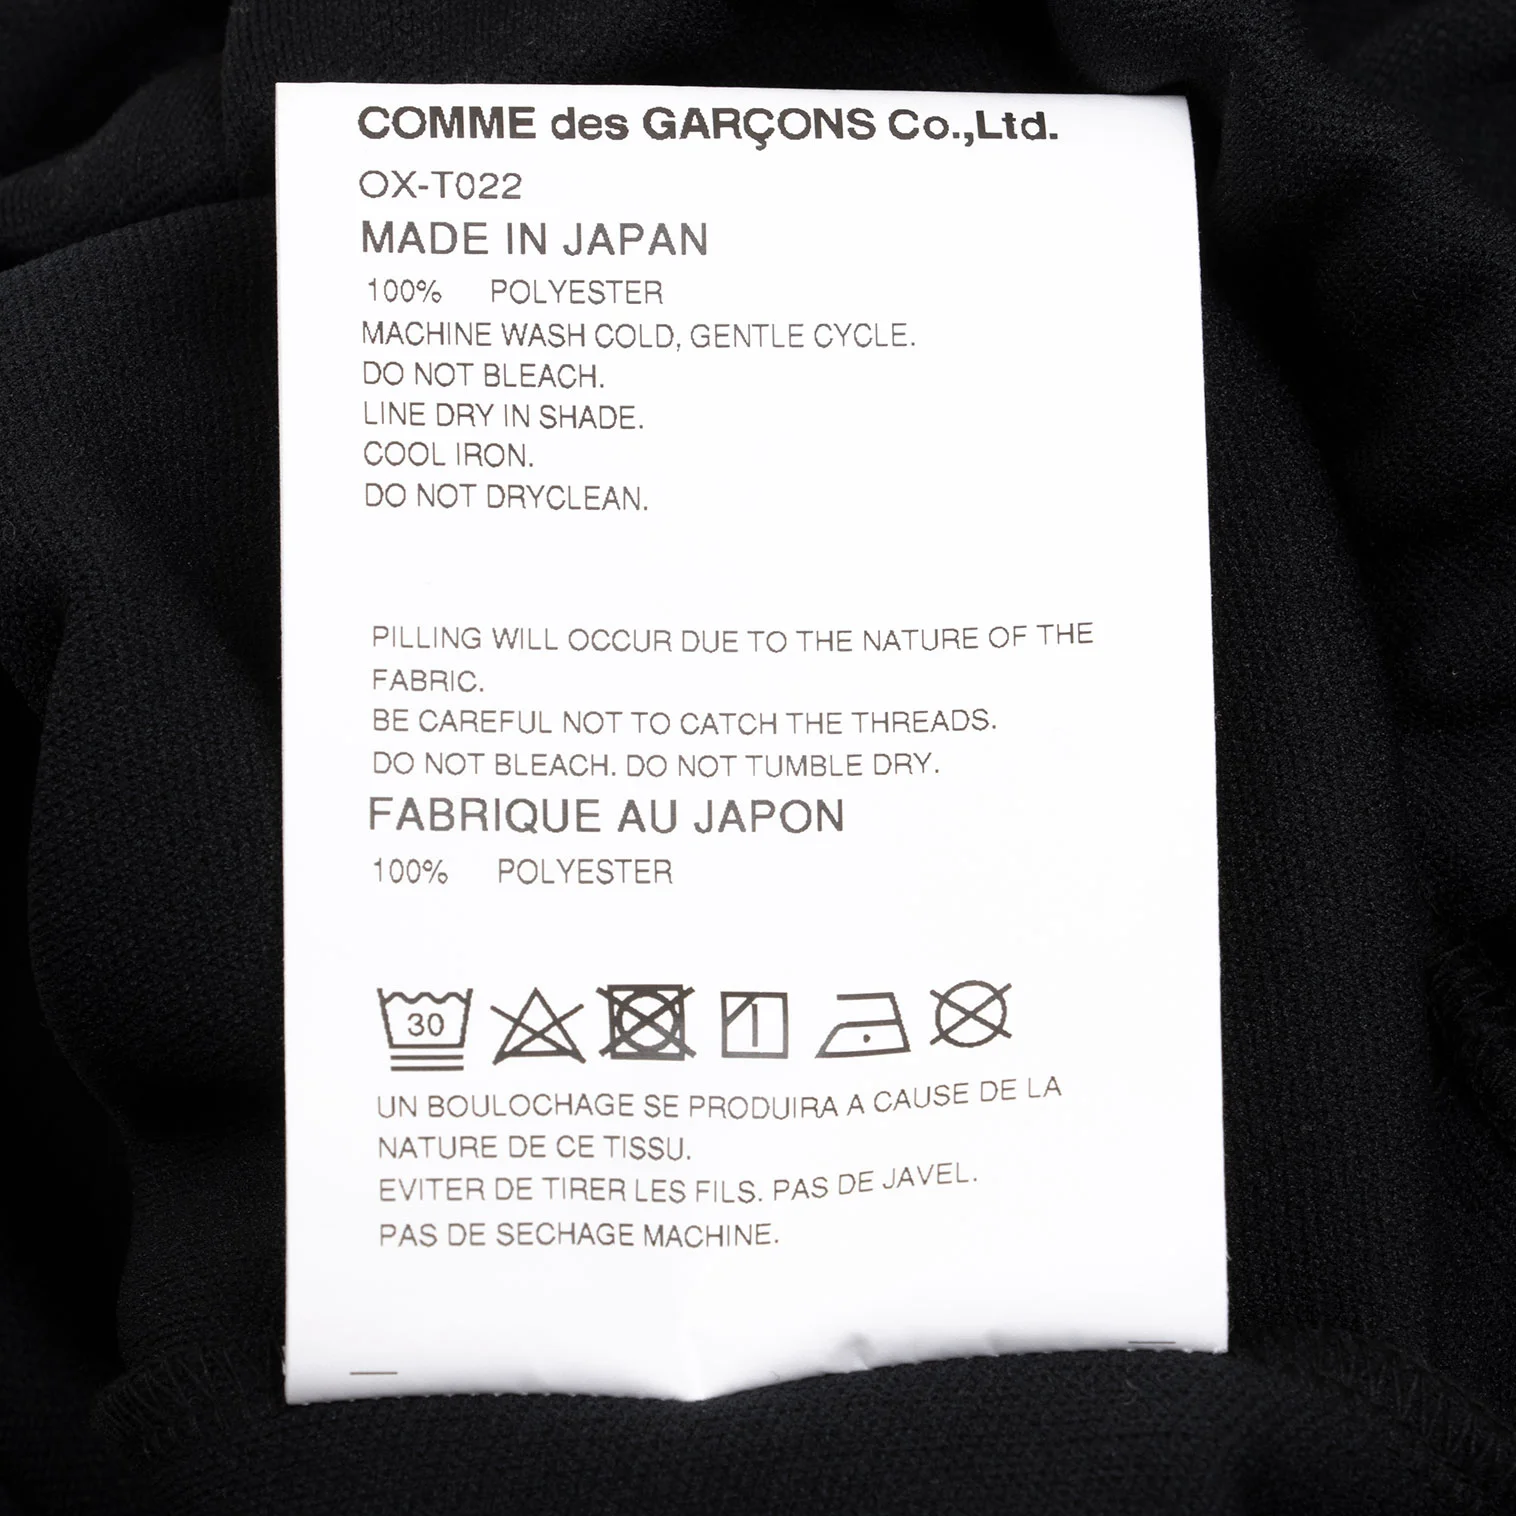 COMME des GARÇONS Co.,Ltd.
OX-T022
MADE IN JAPAN
100% POLYESTER
MACHINE WASH COLD, GENTLE CYCLE.
DO NOT BLEACH.
LINE DRY IN SHADE.
COOL IRON.
DO NOT DRYCLEAN.
PILLING WILL OCCUR DUE TO THE NATURE OF THE
FABRIC.
BE CAREFUL NOT TO CATCH THE THREADS.
DO NOT BLEACH. DO NOT TUMBLE DRY.
FABRIQUE AU JAPON
100% POLYESTER
30
UN BOULOCHAGE SE PRODUIRA A CAUSE DE LA
NATURE DE CE TISSU.
EVITER DE TIRER LES FILS. PAS DE JAVEL.
PAS DE SECHAGE MACHINE.